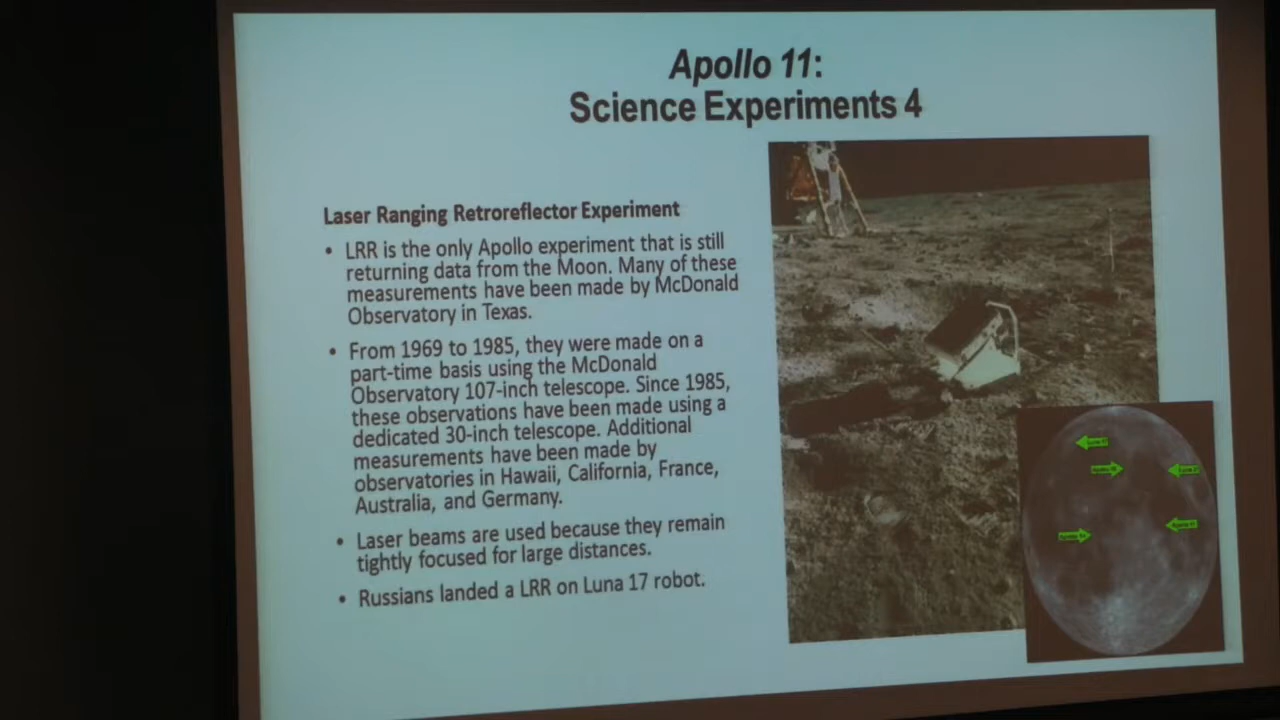 Apollo 11:
Science Experiments 4
Laser Ranging Retroreflector Experiment
• LRR is the only Apollo experiment that is still
returning data from the Moon. Many of these
measurements have been made by McDonald
Observatory in Texas.
• From 1969 to 1985, they were made on a
part-time basis using the McDonald
Observatory 107-inch telescope. Since 1985,
these observations have been made using a
dedicated 30-inch telescope. Additional
measurements have been made by
observatories in Hawaii, California, France,
Australia, and Germany.
• Laser beams are used because they remain
tightly focused for large distances.
• Russians landed a LRR on Luna 17 robot.